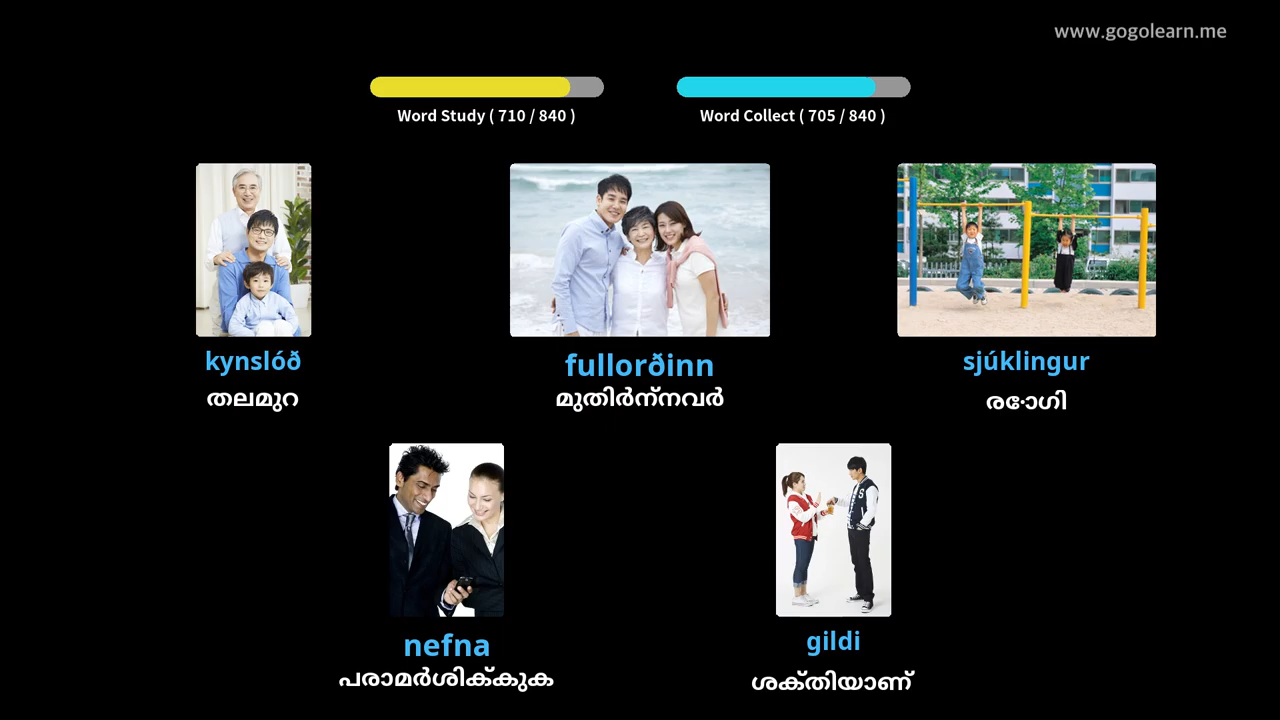 www.gogolearn.me
Word Study ( 710 / 840 )
Word Collect ( 705 / 840 )
kynslóð
fullorðinn
sjúklingur
തലമുറ
മുതിർന്നവർ
രോഗി
nefna
gildi
പരാമർശിക്കുക
ശക്തിയാണ്